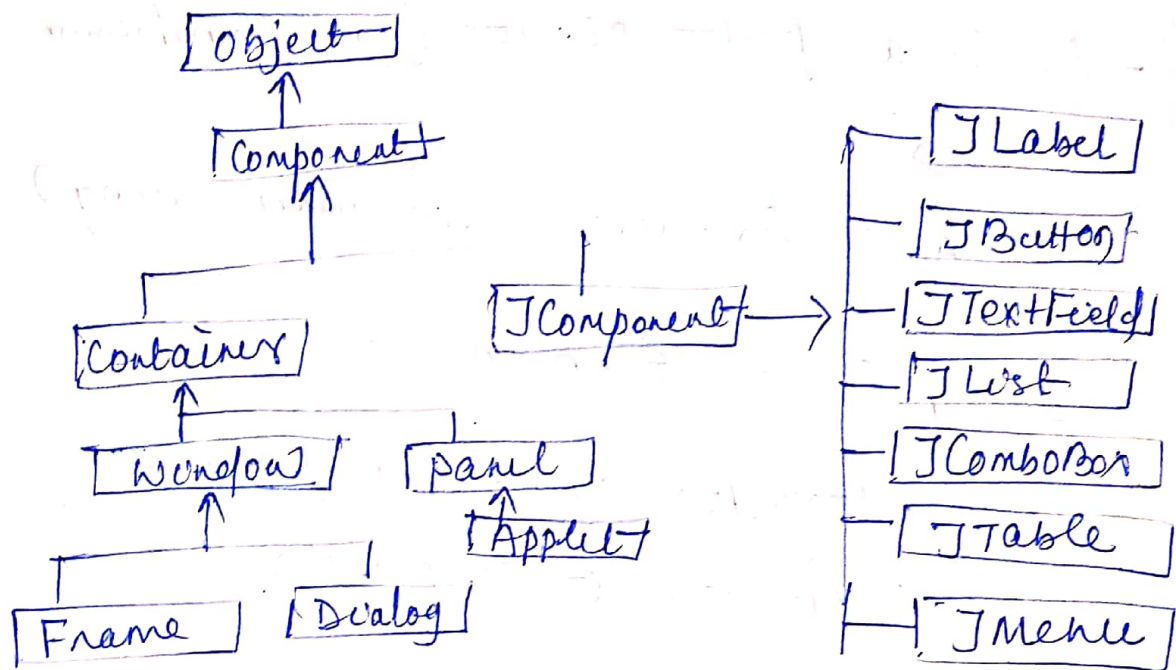 Object
Component
Container
JComponent
Window
Panel
Applet
Frame
Dialog
JLabel
JButton
JTextField
JList
JComboBox
JTable
JMenu